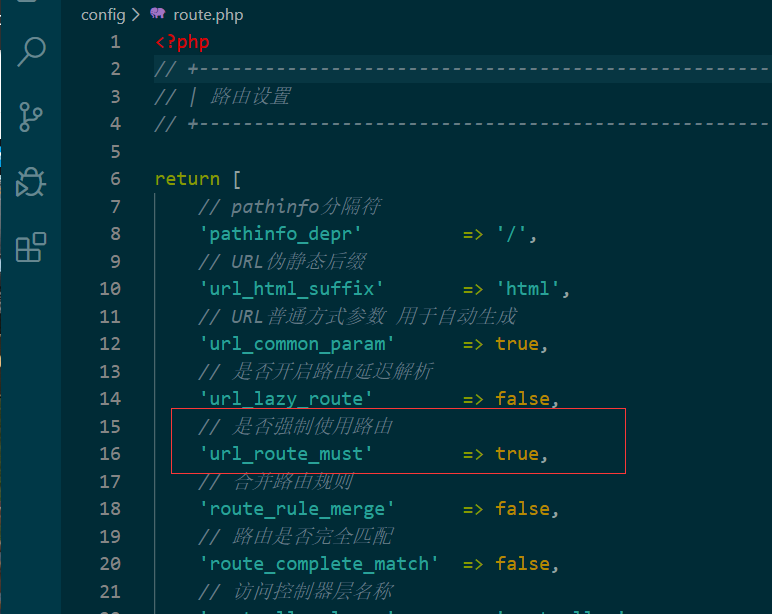 config > route.php
1 <?php
2 // +---------------------------------------------------
3 // | 路由设置
4 // +---------------------------------------------------
5
6 return [
7 // pathinfo分隔符
8 'pathinfo_depr' => '/',
9 // URL伪静态后缀
10 'url_html_suffix' => 'html',
11 // URL普通方式参数 用于自动生成
12 'url_common_param' => true,
13 // 是否开启路由延迟解析
14 'url_lazy_route' => false,
15 // 是否强制使用路由
16 'url_route_must' => true,
17 // 合并路由规则
18 'route_rule_merge' => false,
19 // 路由是否完全匹配
20 'route_complete_match' => false,
21 // 访问控制器层名称